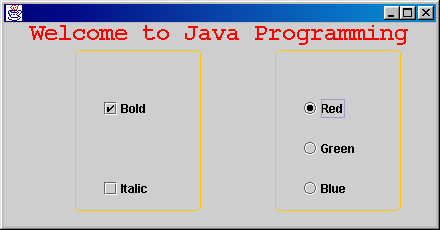 Welcome to Java Programming
Bold
Red
Green
Italic
Blue